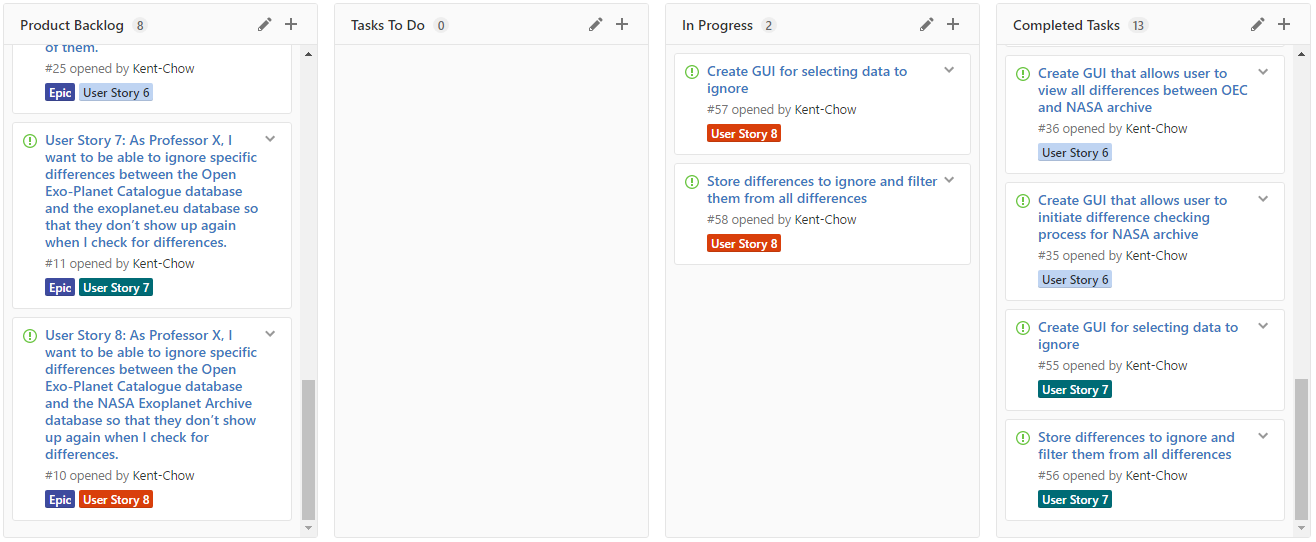 Product Backlog 8
of them.
#25 opened by Kent-Chow
Epic User Story 6
User Story 7: As Professor X, I
want to be able to ignore specific
differences between the Open
Exo-Planet Catalogue database
and the exoplanet.eu database so
that they don’t show up again
when I check for differences.
#11 opened by Kent-Chow
Epic User Story 7
User Story 8: As Professor X, I
want to be able to ignore specific
differences between the Open
Exo-Planet Catalogue database
and the NASA Exoplanet Archive
database so that they don’t show
up again when I check for
differences.
#10 opened by Kent-Chow
Epic User Story 8
Tasks To Do 0
In Progress 2
Create GUI for selecting data to
ignore
#57 opened by Kent-Chow
User Story 8
Store differences to ignore and filter
them from all differences
#58 opened by Kent-Chow
User Story 8
Completed Tasks 13
Create GUI that allows user to
view all differences between OEC
and NASA archive
#36 opened by Kent-Chow
User Story 6
Create GUI that allows user to
initiate difference checking
process for NASA archive
#35 opened by Kent-Chow
User Story 6
Create GUI for selecting data to
ignore
#55 opened by Kent-Chow
User Story 7
Store differences to ignore and
filter them from all differences
#56 opened by Kent-Chow
User Story 7